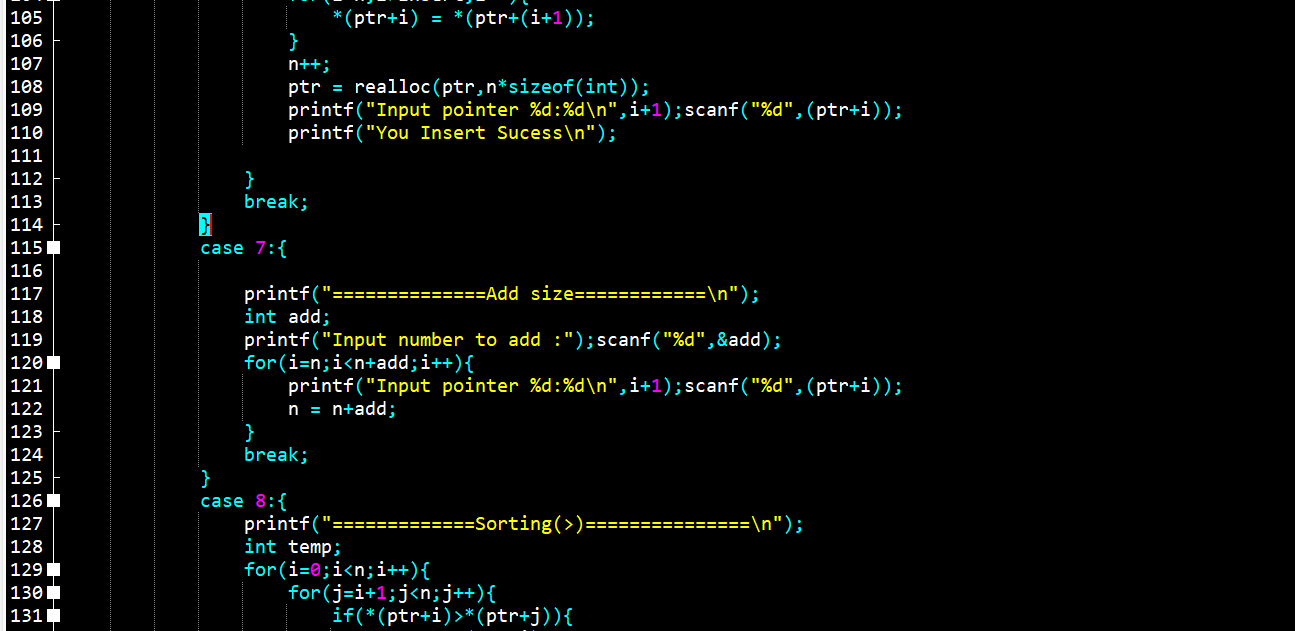 105 *(ptr+i) = *(ptr+(i+1));
106 }
107 n++;
108 ptr = realloc(ptr,n*sizeof(int));
109 printf("Input pointer %d:%d\n",i+1);scanf("%d",(ptr+i));
110 printf("You Insert Sucess\n");
111
112 }
113 break;
114 }
115 case 7:{
116
117 printf("==============Add size============\n");
118 int add;
119 printf("Input number to add :");scanf("%d",&add);
120 for(i=n;i<n+add;i++){
121 printf("Input pointer %d:%d\n",i+1);scanf("%d",(ptr+i));
122 n = n+add;
123 }
124 break;
125 }
126 case 8:{
127 printf("=============Sorting(>)===============\n");
128 int temp;
129 for(i=0;i<n;i++){
130 for(j=i+1;j<n;j++){
131 if(*(ptr+i)>*(ptr+j)){